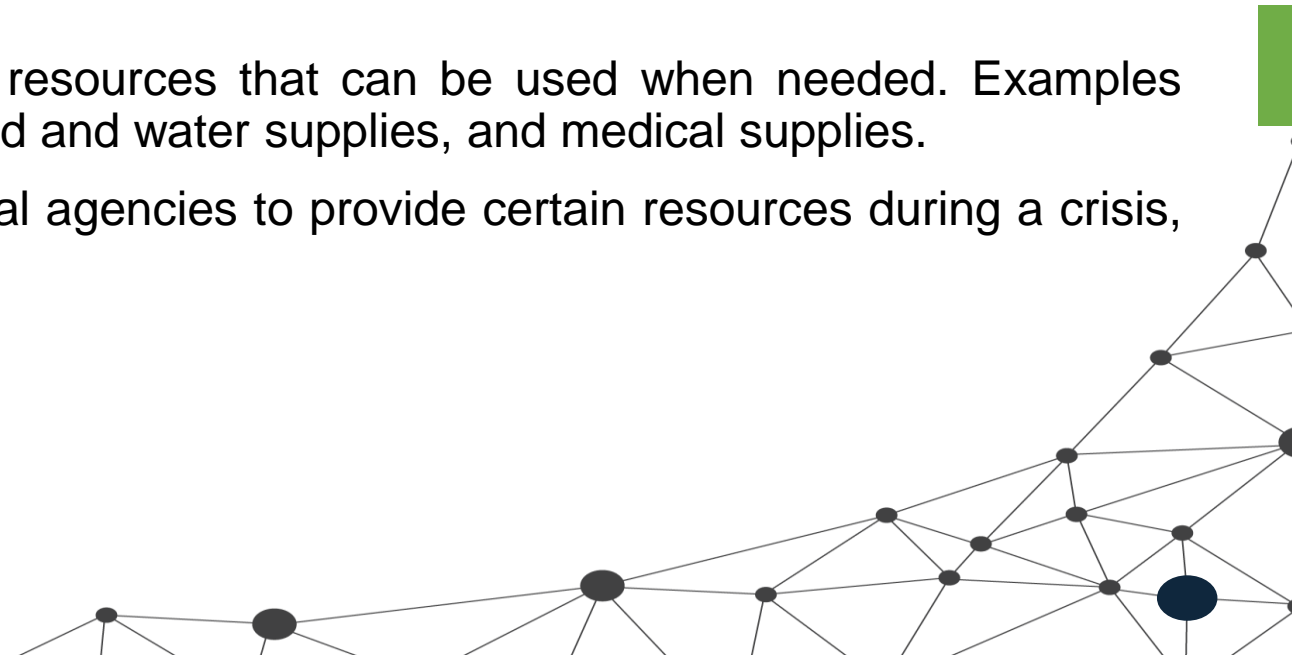 resources that can be used when needed. Examples
and water supplies, and medical supplies.
agencies to provide certain resources during a crisis,